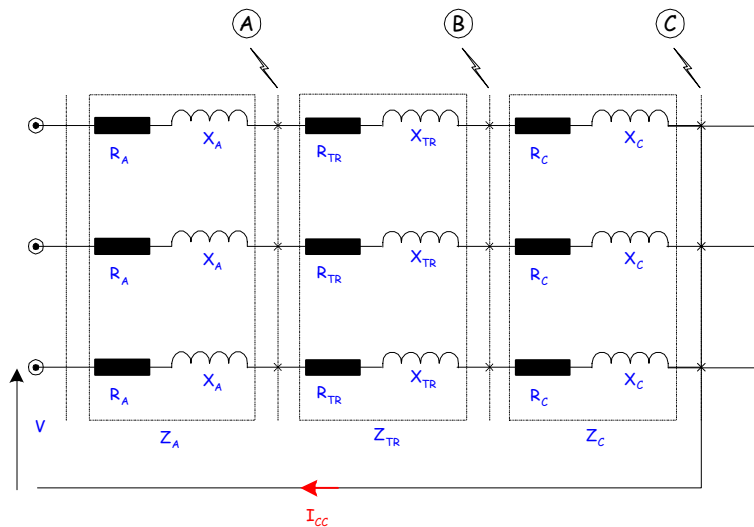 A B C
R_A X_A R_TR X_TR R_C X_C
R_A X_A R_TR X_TR R_C X_C
R_A X_A R_TR X_TR R_C X_C
V Z_A Z_TR Z_C
I_CC